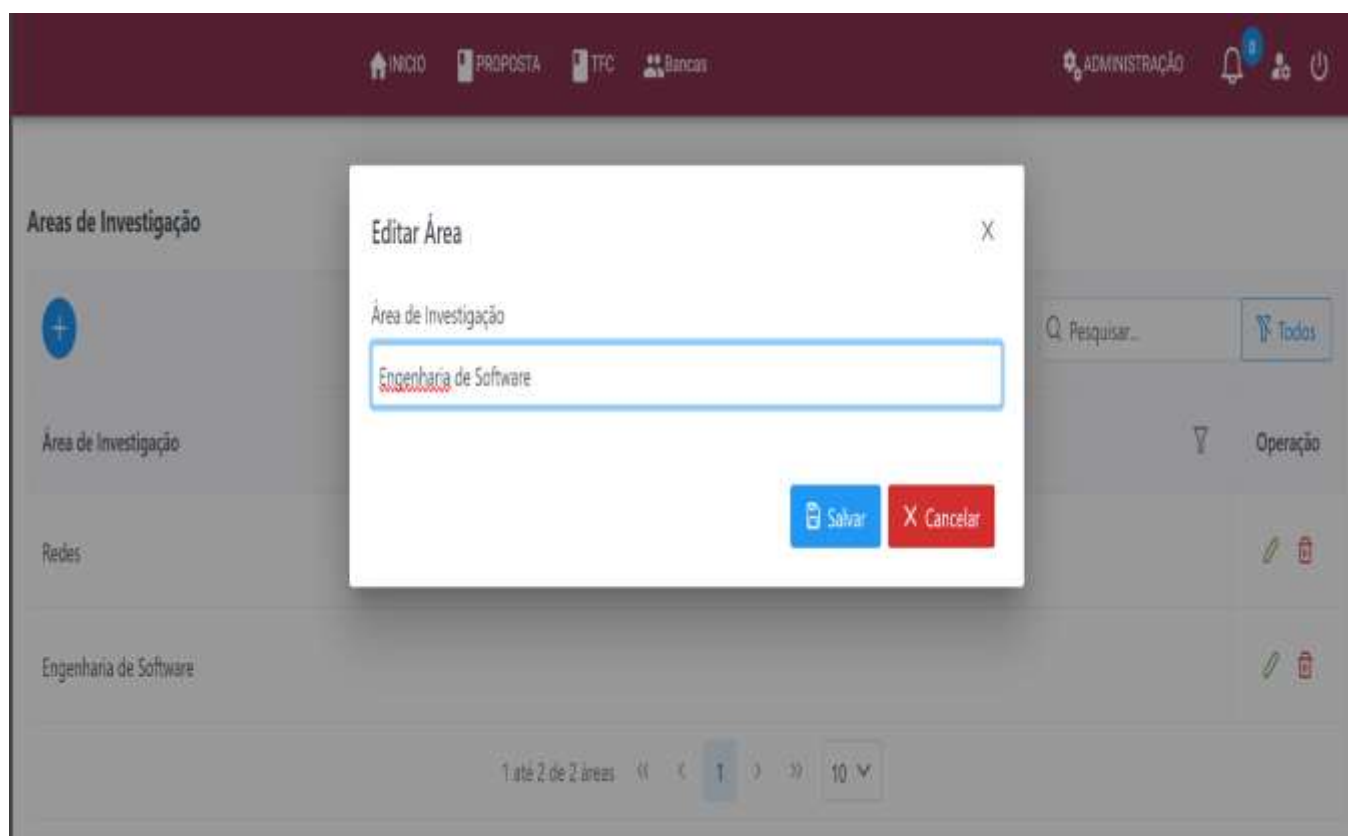 INICIO PROPOSTA TFC Bancas ADMINISTRAÇÃO 0
Areas de Investigação
Editar Área X
Área de Investigação
Engenharia de Software
Salvar X Cancelar
+ Pesquisar... Todos
Área de Investigação Operação
Redes
Engenharia de Software
1 até 2 de 2 áreas « < 1 > » 10